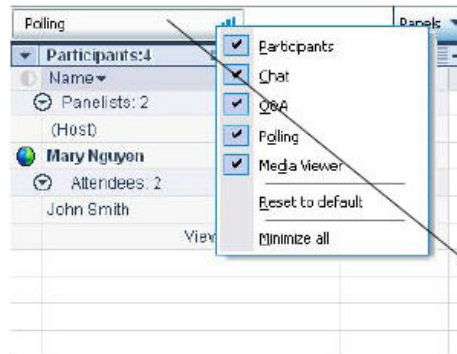 Polling
Panels
Participants:4
Name
Panelists: 2
(Host)
Mary Nguyen
Attendees: 2
John Smith
View
Participants
Chat
Q&A
Polling
Media Viewer
Reset to default
Minimize all